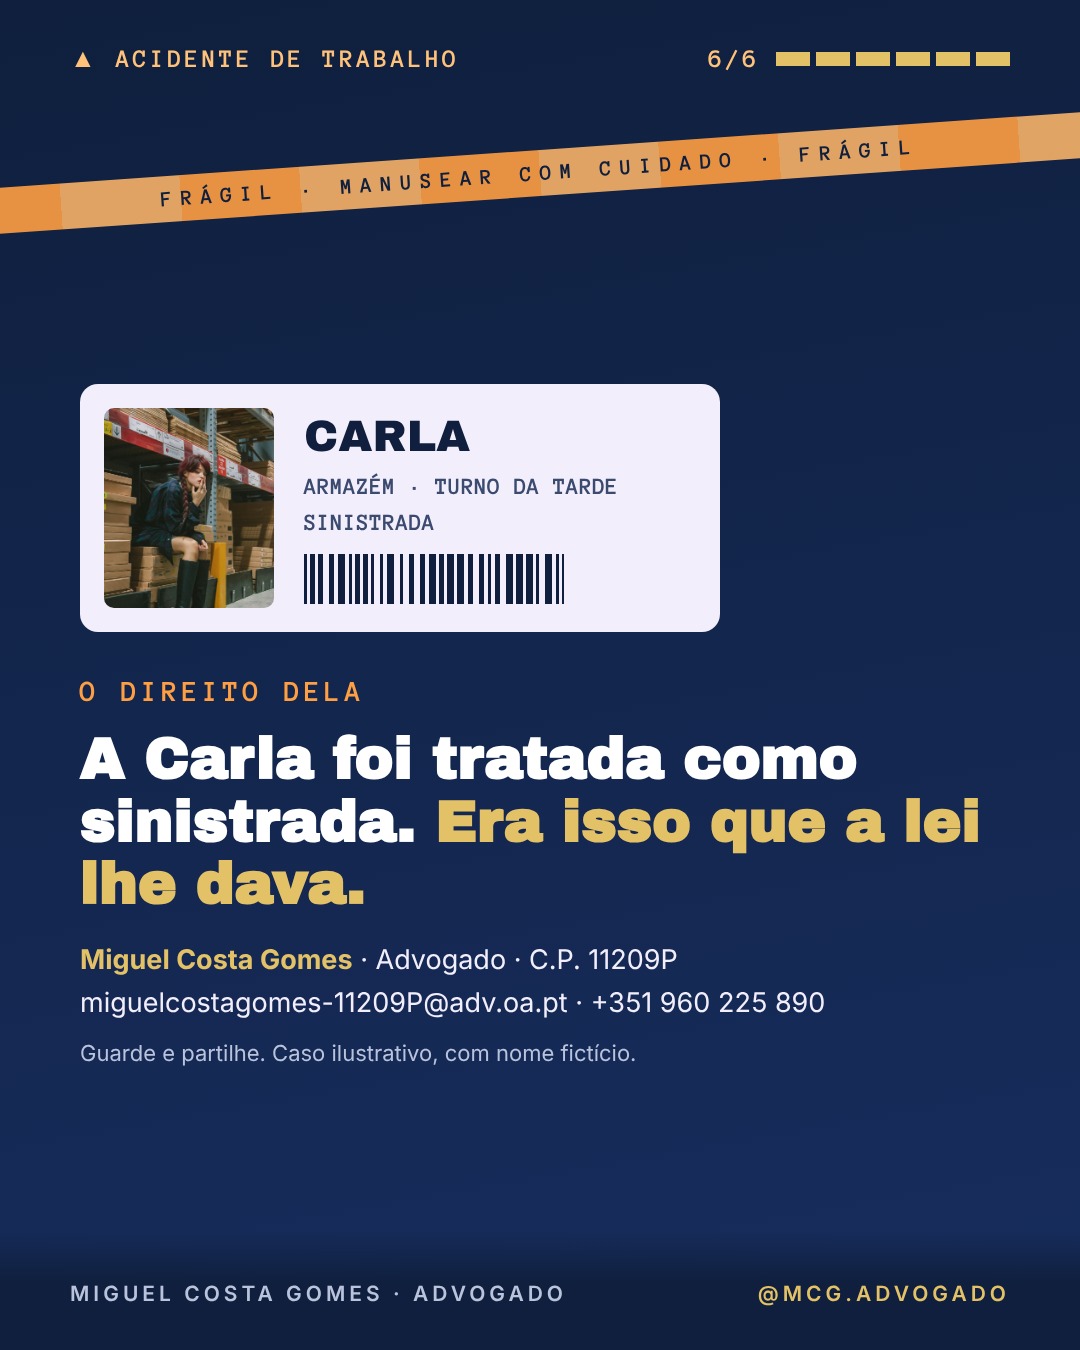 ▲ ACIDENTE DE TRABALHO
6/6
FRÁGIL · MANUSEAR COM CUIDADO · FRÁGIL
CARLA
ARMAZÉM · TURNO DA TARDE
SINISTRADA
O DIREITO DELA
A Carla foi tratada como
sinistrada. Era isso que a lei
lhe dava.
Miguel Costa Gomes · Advogado · C.P. 11209P
miguelcostagomes-11209P@adv.oa.pt · +351 960 225 890
Guarde e partilhe. Caso ilustrativo, com nome fictício.
MIGUEL COSTA GOMES · ADVOGADO
@MCG.ADVOGADO